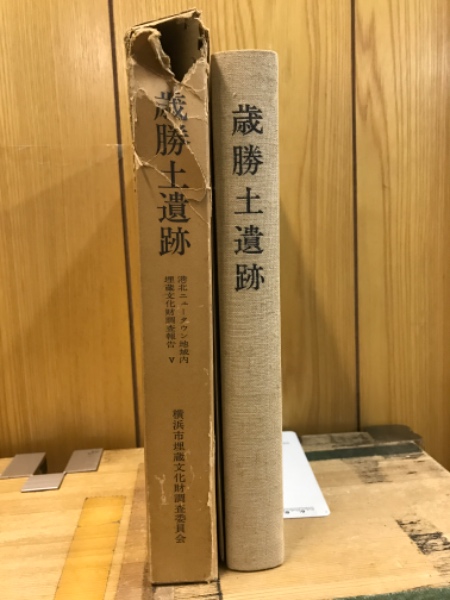 歳勝土遺跡
港北ニュータウン地域内
埋蔵文化財調査報告 V
横浜市埋蔵文化財調査委員会
歳勝土遺跡